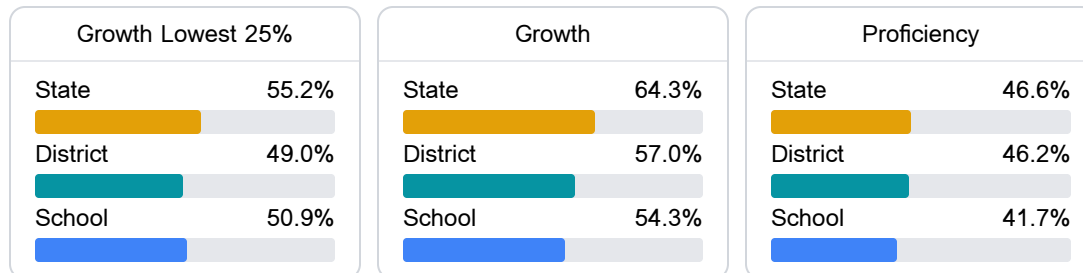 Growth Lowest 25%
State 55.2%
District 49.0%
School 50.9%
Growth
State 64.3%
District 57.0%
School 54.3%
Proficiency
State 46.6%
District 46.2%
School 41.7%